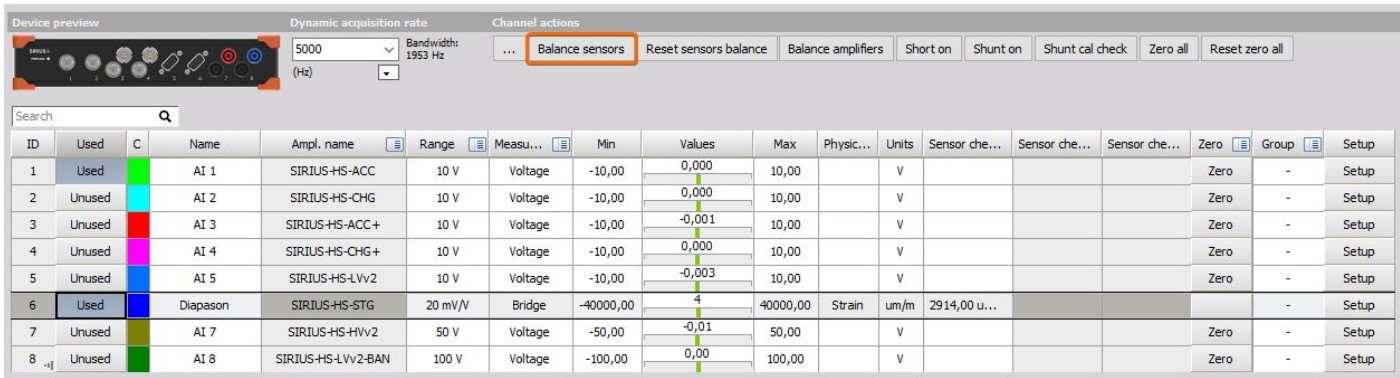 Device preview Dynamic acquisition rate Channel actions
5000 Bandwidth: 1953 Hz
(Hz)
... Balance sensors Reset sensors balance Balance amplifiers Short on Shunt on Shunt cal check Zero all Reset zero all
SIRIUS
1 2 3 4 5 6 7 8
Search
ID Used C Name Ampl. name Range Measu... Min Values Max Physic... Units Sensor che... Sensor che... Sensor che... Zero Group Setup
1 Used AI 1 SIRIUS-HS-ACC 10 V Voltage -10,00 0,000 10,00 V Zero - Setup
2 Unused AI 2 SIRIUS-HS-CHG 10 V Voltage -10,00 0,000 10,00 V Zero - Setup
3 Unused AI 3 SIRIUS-HS-ACC+ 10 V Voltage -10,00 -0,001 10,00 V Zero - Setup
4 Unused AI 4 SIRIUS-HS-CHG+ 10 V Voltage -10,00 0,000 10,00 V Zero - Setup
5 Unused AI 5 SIRIUS-HS-LVv2 10 V Voltage -10,00 -0,003 10,00 V Zero - Setup
6 Used Diapason SIRIUS-HS-STG 20 mV/V Bridge -40000,00 4 40000,00 Strain um/m 2914,00 u... - Setup
7 Unused AI 7 SIRIUS-HS-HVv2 50 V Voltage -50,00 -0,01 50,00 V Zero - Setup
8 Unused AI 8 SIRIUS-HS-LVv2-BAN 100 V Voltage -100,00 0,00 100,00 V Zero - Setup